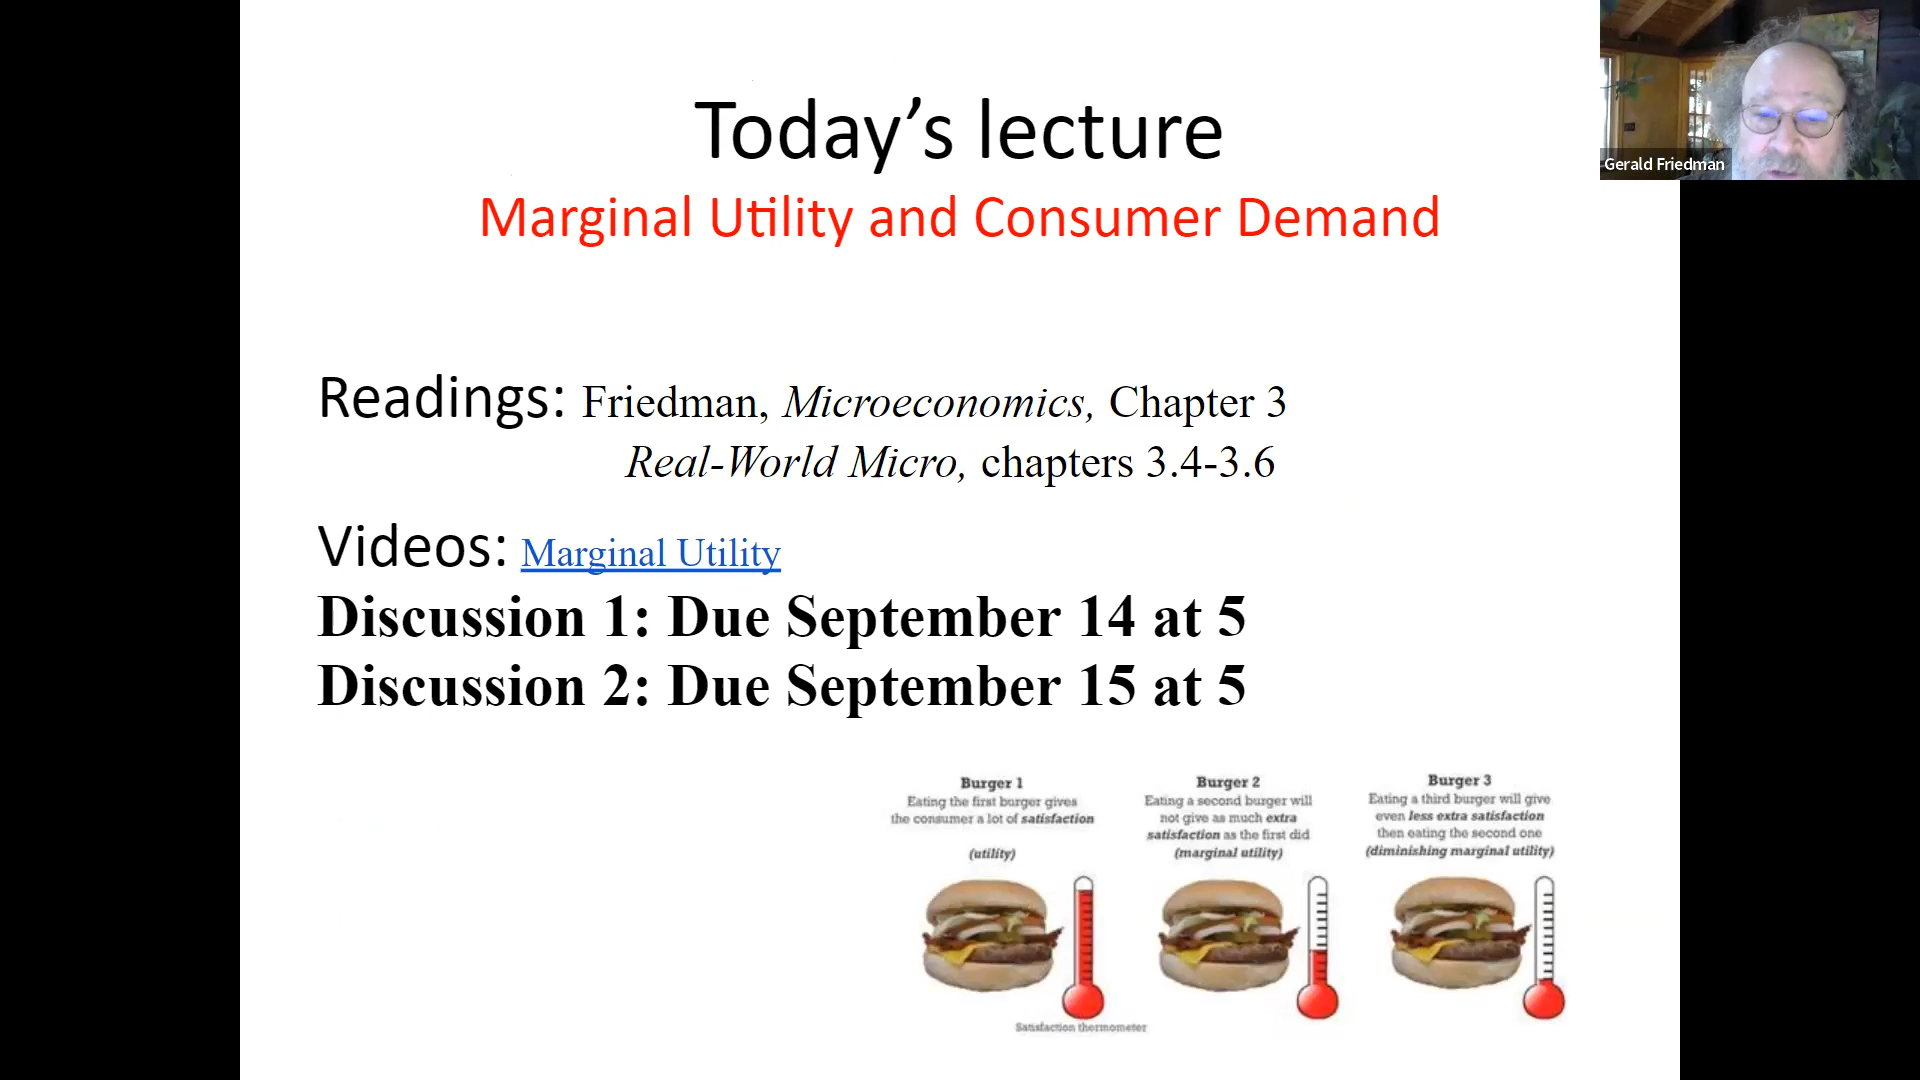 Today’s lecture
Marginal Utility and Consumer Demand
Gerald Friedman
Readings: Friedman, Microeconomics, Chapter 3
Real-World Micro, chapters 3.4-3.6
Videos: Marginal Utility
Discussion 1: Due September 14 at 5
Discussion 2: Due September 15 at 5
Burger 1
Eating the first burger gives
the consumer a lot of satisfaction
(utility)
Burger 2
Eating a second burger will
not give as much extra
satisfaction as the first did
(marginal utility)
Burger 3
Eating a third burger will give
even less extra satisfaction
then eating the second one
(diminishing marginal utility)
Satisfaction thermometer